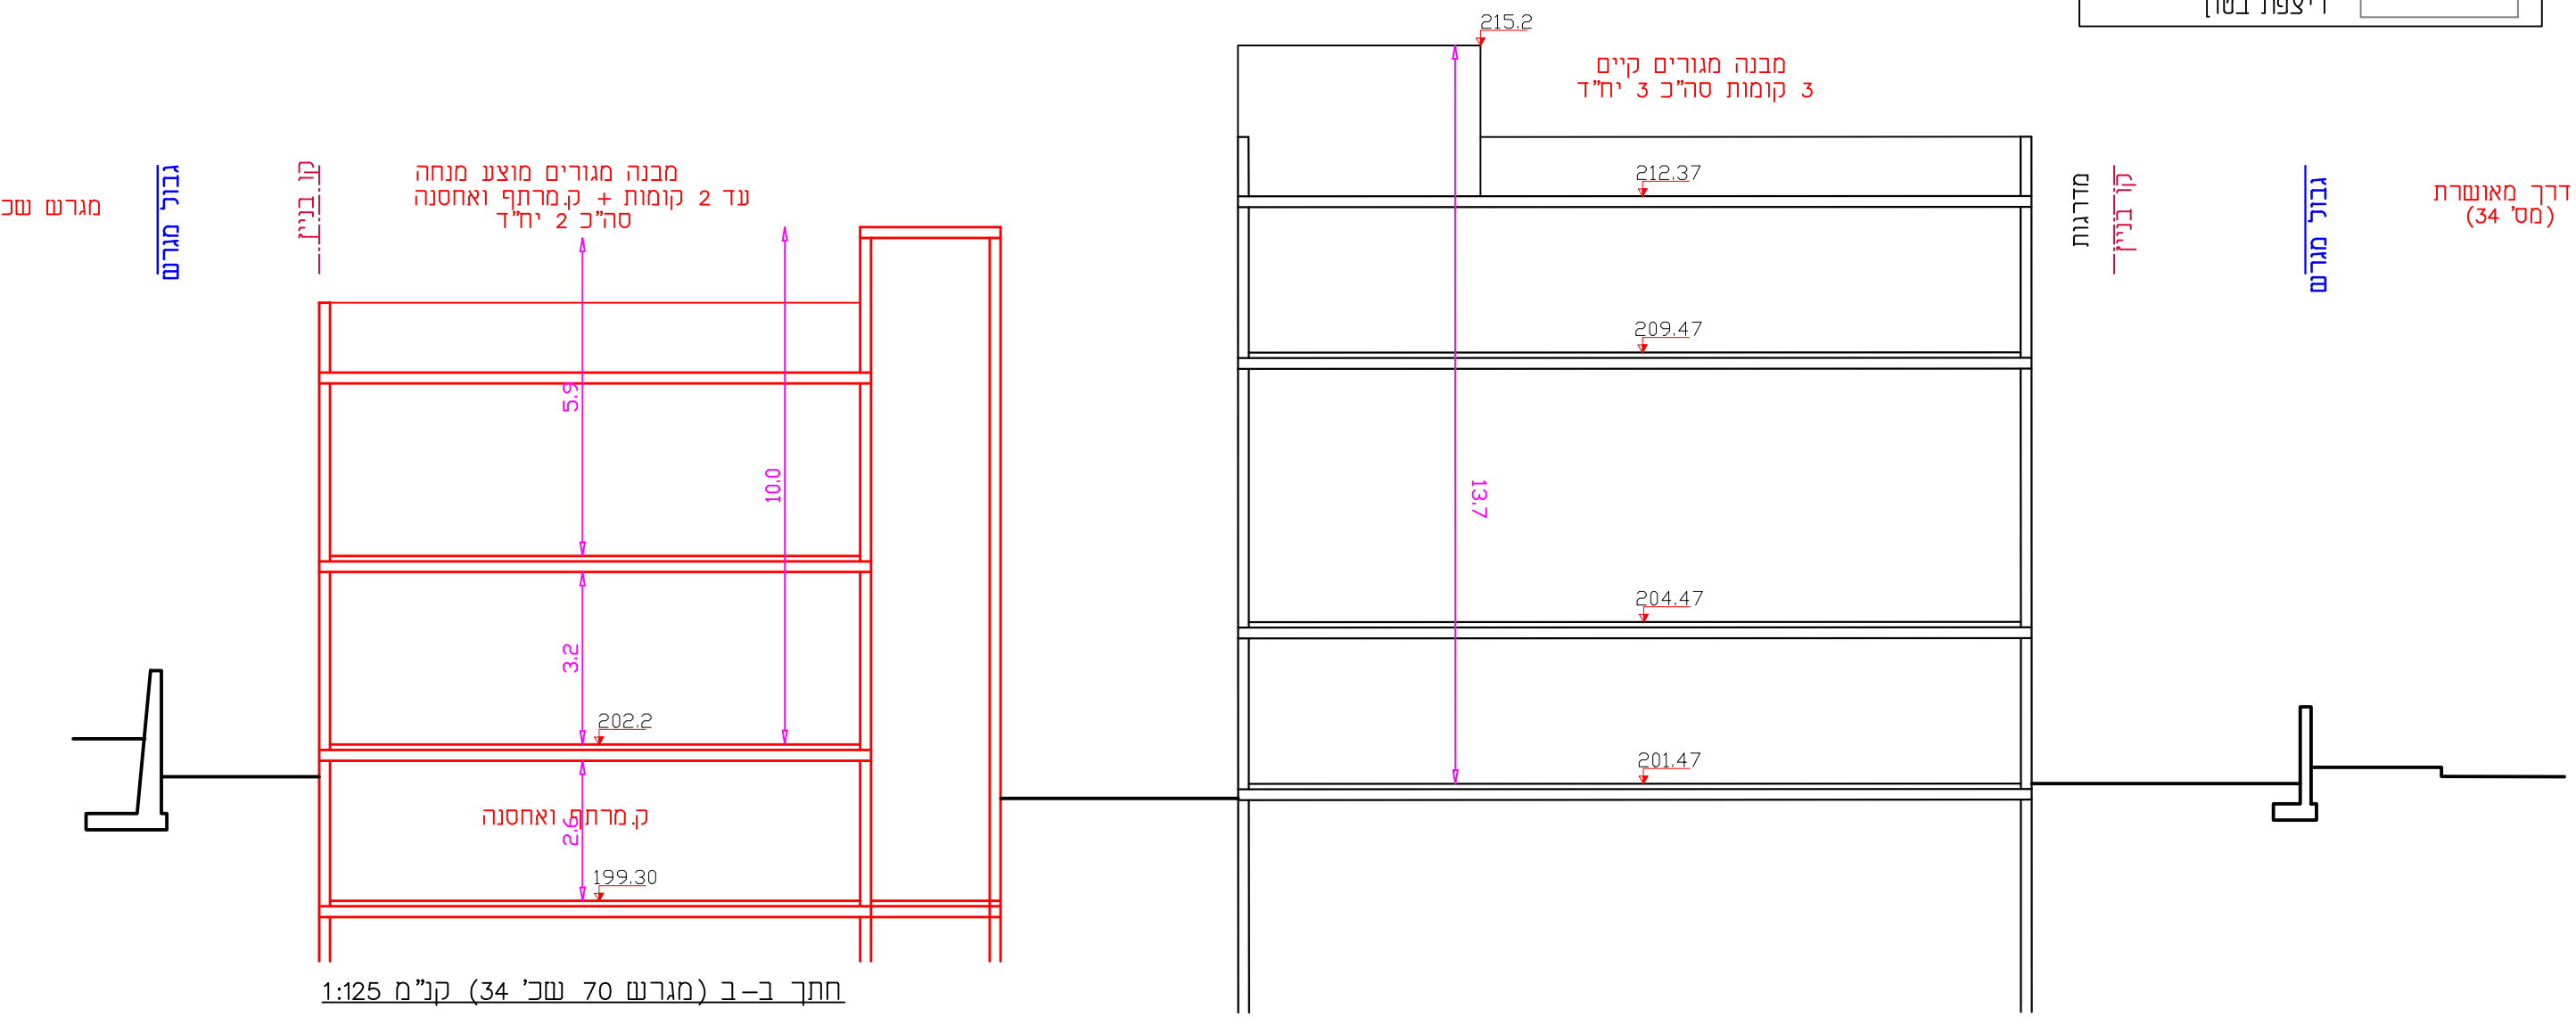 ריצפת בטון
215.2
מבנה מגורים קיים
3 קומות סה"כ 3 יח"ד
מבנה מגורים מוצע מנחה
עד 2 קומות + ק.מרתף ואחסנה
סה"כ 2 יח"ד
דרך מאושרת
(מס' 34)
גבול מגרש
קו בניין
מדרגות
212.37
קו בניין
גבול מגרש
מגרש שכ
209.47
5.9
10.0
13.7
204.47
3.2
202.2
201.47
ק.מרתף ואחסנה
2.6
199.30
חתך ב-ב (מגרש 70 שכ' 34) קנ"מ 1:125